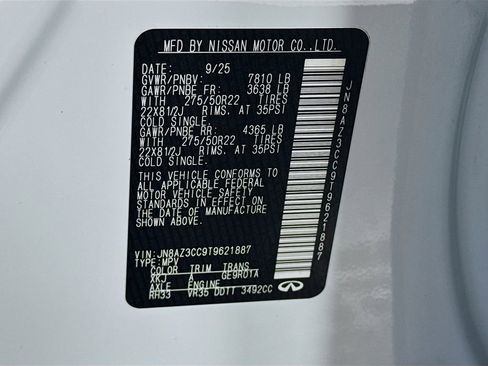 MFD BY NISSAN MOTOR CO.,LTD.
DATE: 9/25
GVWR/PNBV: 7810 LB
GAWR/PNBE FR: 3638 LB
WITH 275/50R22 TIRES
22X81/2J RIMS. AT 35PSI
COLD SINGLE.
GAWR/PNBE RR: 4365 LB
WITH 275/50R22 TIRES
22X81/2J RIMS. AT 35PSI
COLD SINGLE.
THIS VEHICLE CONFORMS TO
ALL APPLICABLE FEDERAL
MOTOR VEHICLE SAFETY
STANDARDS IN EFFECT ON
THE DATE OF MANUFACTURE
SHOWN ABOVE.
VIN: JN8AZ3CC9T9621887
TYPE: MPV
COLOR TRIM TRANS
XKJ A GE9R01A
AXLE ENGINE
RH33 VR35 DDTT 3492CC
JN8AZ3CC9T9621887